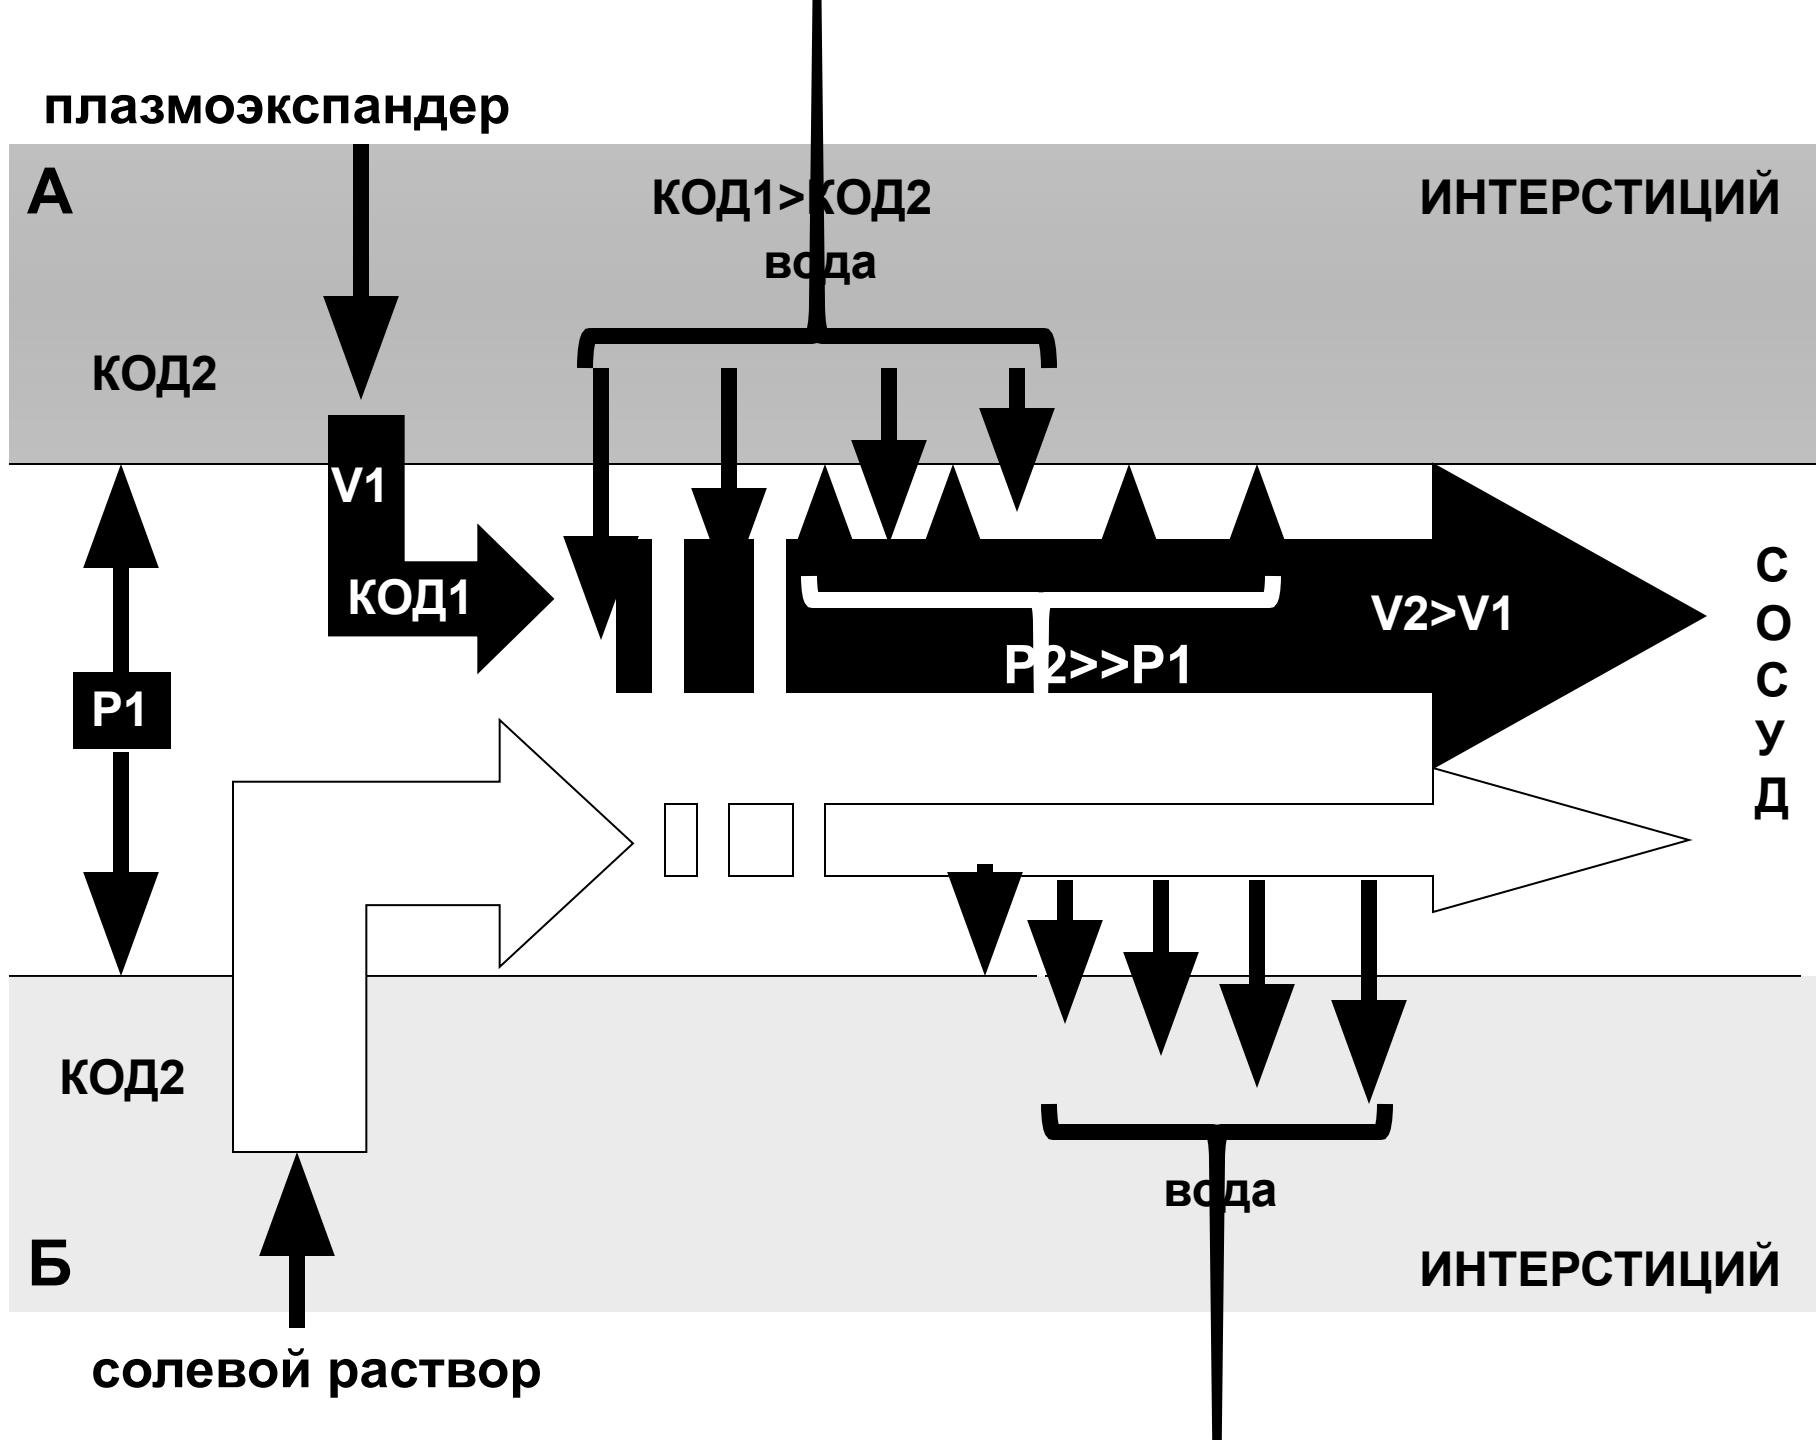 плазмоэкспандер
А
КОД1>КОД2
ИНТЕРСТИЦИЙ
вода
КОД2
V1
КОД1
V2>V1
P2>>P1
P1
С
О
С
У
Д
КОД2
вода
Б
ИНТЕРСТИЦИЙ
солевой раствор